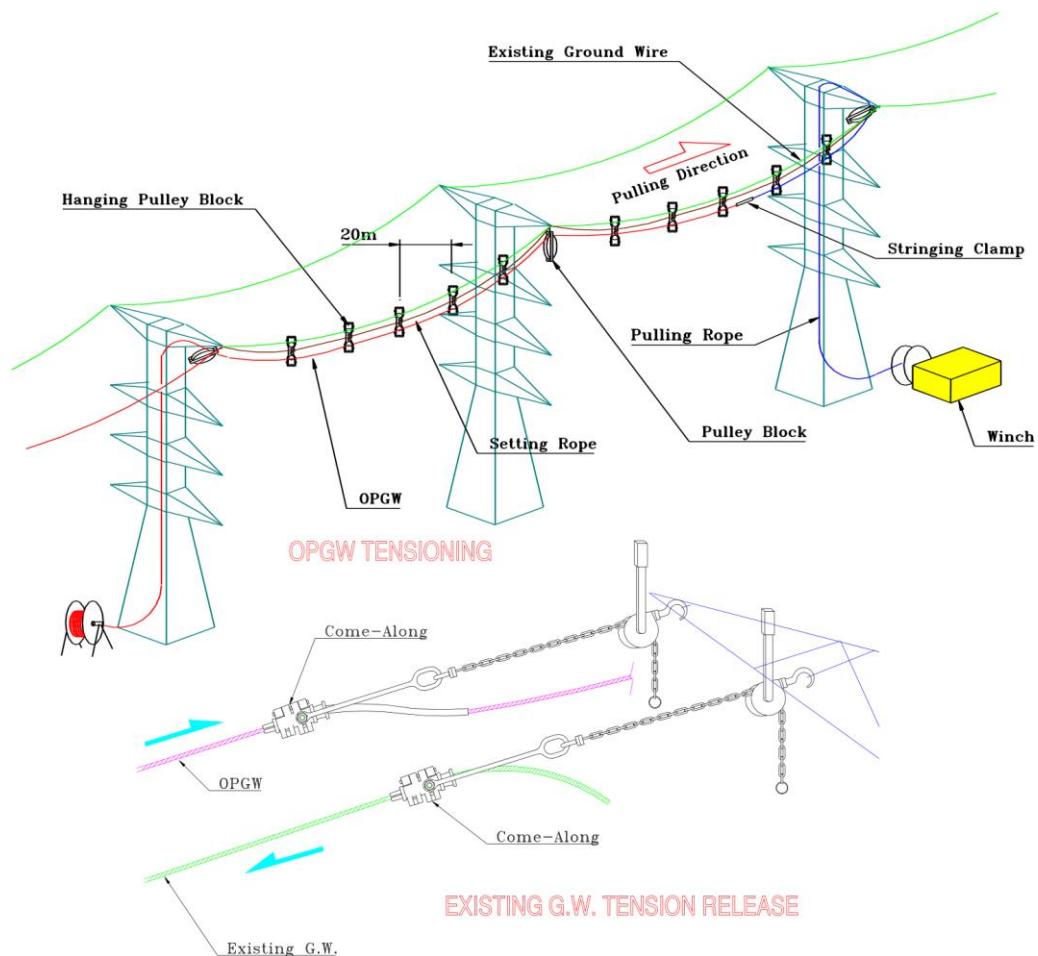 Existing Ground Wire
Pulling Direction
Hanging Pulley Block
20m
Stringing Clamp
Pulling Rope
Setting Rope
Pulley Block
Winch
OPGW
OPGW TENSIONING
Come-Along
OPGW
Come-Along
EXISTING G.W. TENSION RELEASE
Existing G.W.